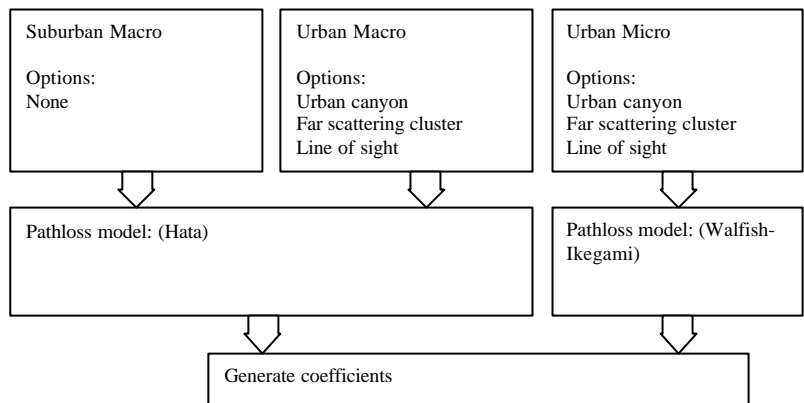 Suburban Macro
Options:
None
Urban Macro
Options:
Urban canyon
Far scattering cluster
Line of sight
Urban Micro
Options:
Urban canyon
Far scattering cluster
Line of sight
Pathloss model: (Hata)
Pathloss model: (Walfish-
Ikegami)
Generate coefficients